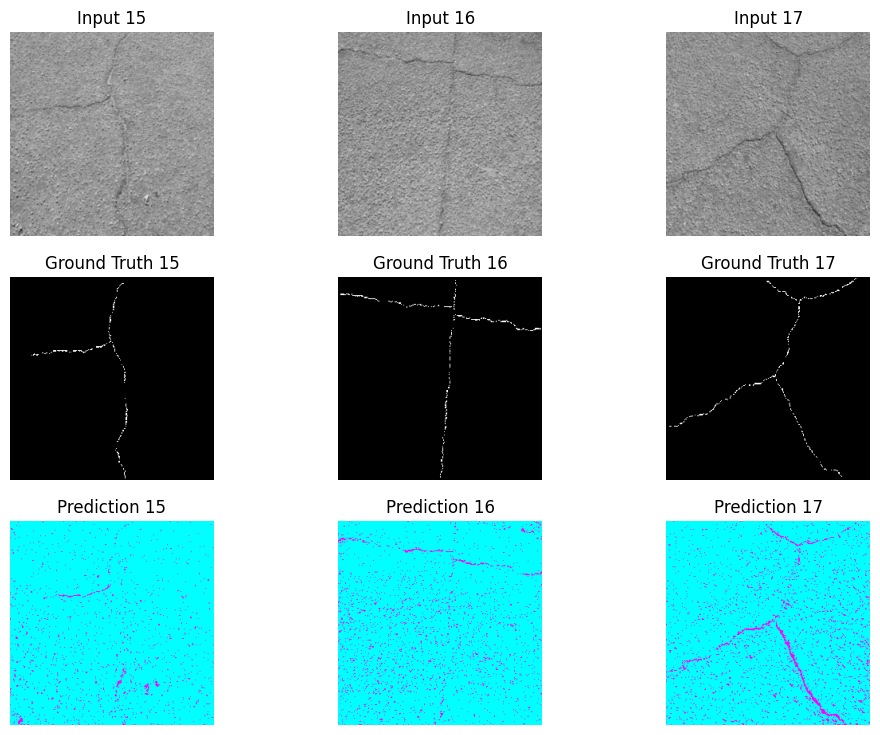 Input 15 Input 16 Input 17
Ground Truth 15 Ground Truth 16 Ground Truth 17
Prediction 15 Prediction 16 Prediction 17